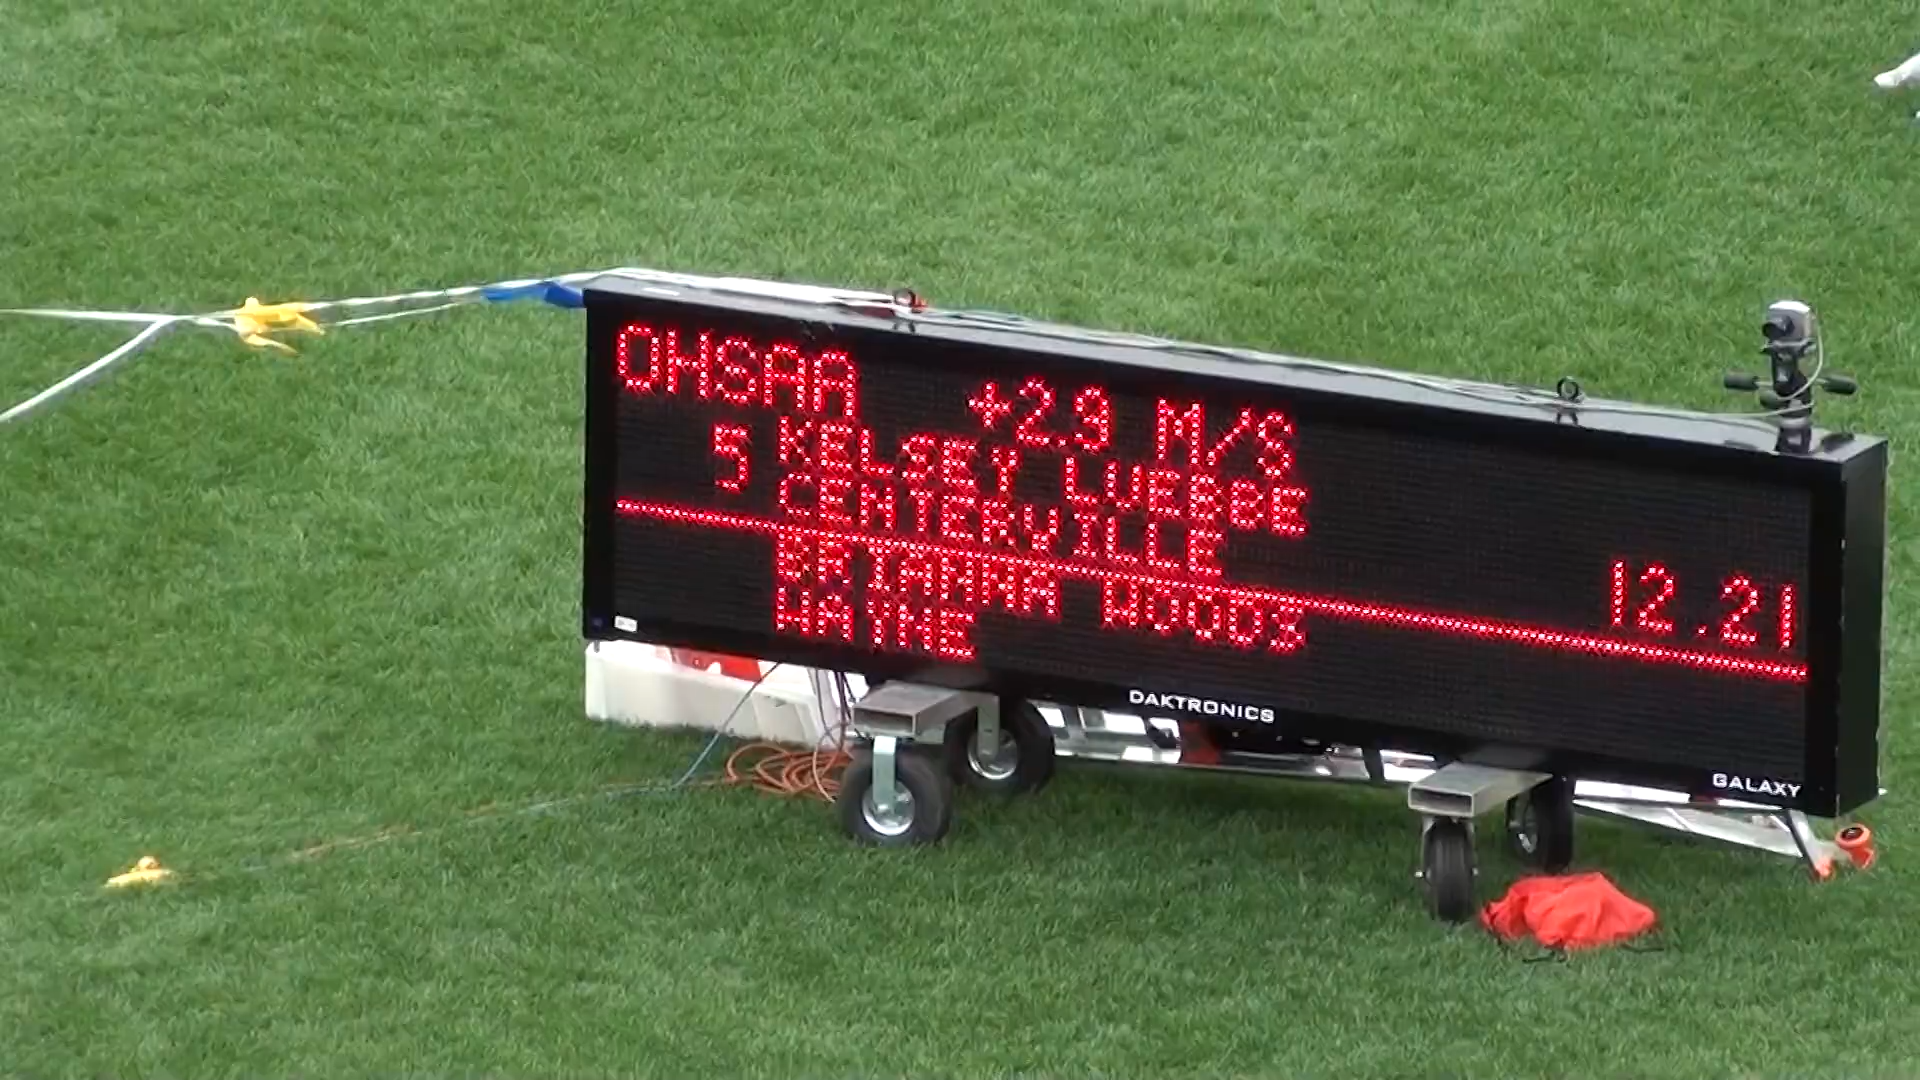 OHSAA
+2.9 M/S
5 KELSEY LUEBBE
CENTERVILLE
12.21
BRIANNA WOODS
WAYNE
DAKTRONICS
GALAXY